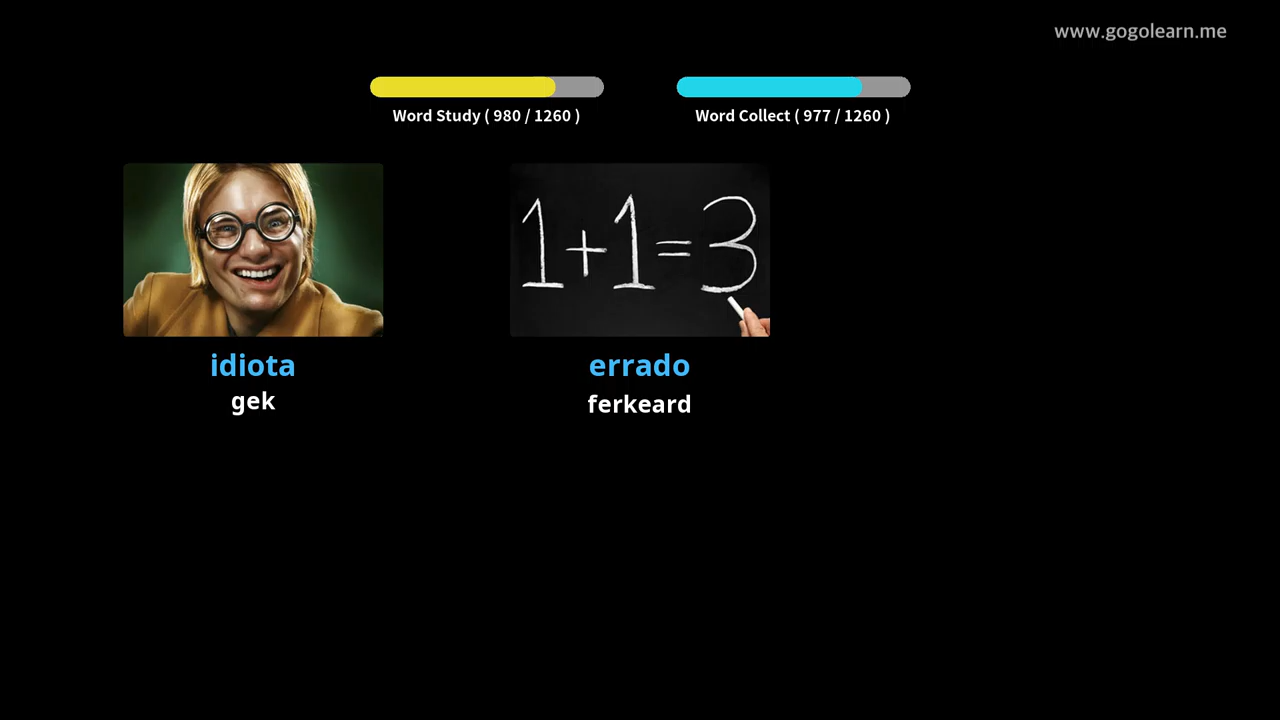 www.gogolearn.me
Word Study ( 980 / 1260 )
Word Collect ( 977 / 1260 )
1+1=3
idiota
errado
gek
ferkeard